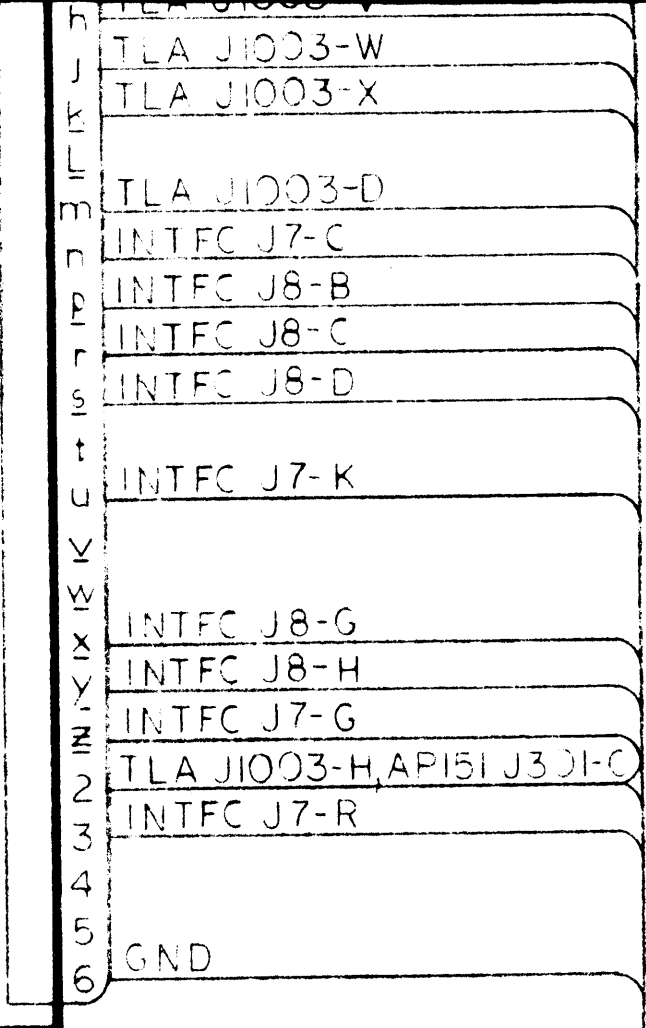 h
TLA J1003-W
J
TLA J1003-X
k
L
TLA J1003-D
m
INTFC J7-C
n
INTFC J8-B
p
INTFC J8-C
r
INTFC J8-D
s
t
INTFC J7-K
u
v
w
INTFC J8-G
x
INTFC J8-H
y
INTFC J7-G
z
TLA J1003-H,AP151 J301-C
2
INTFC J7-R
3
4
5
GND
6